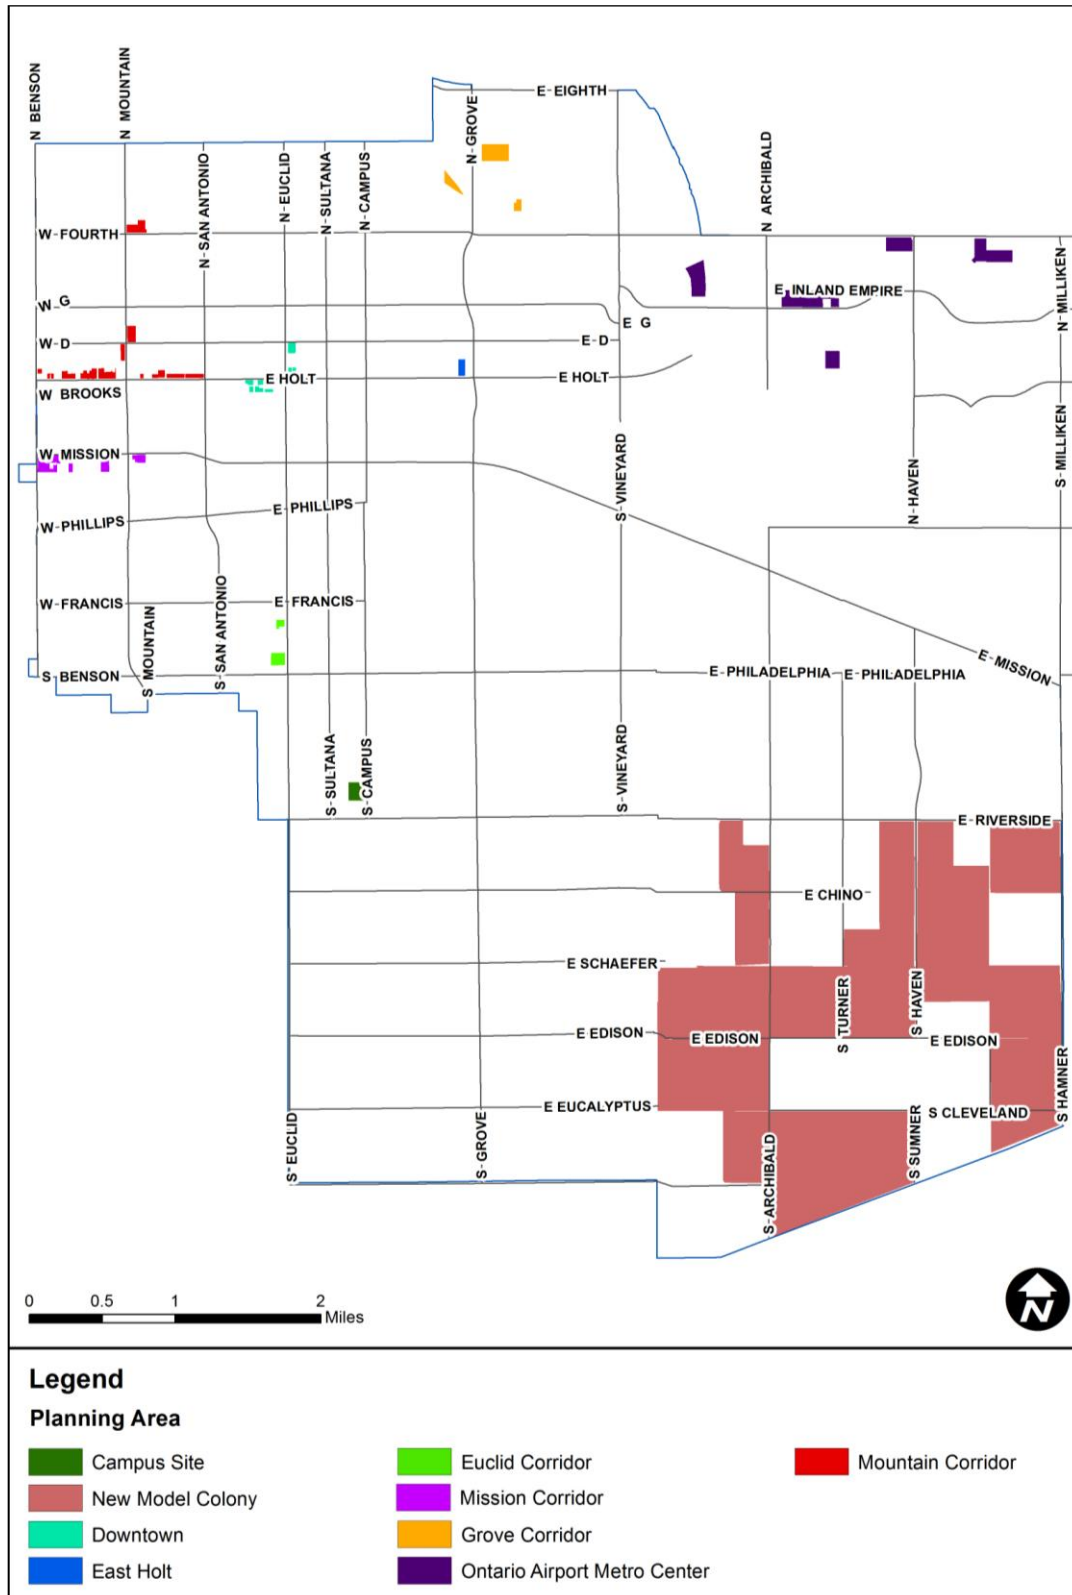 N BENSON
N MOUNTAIN
E EIGHTH
N GROVE
N SAN ANTONIO
N EUCLID
N SULTANA
N CAMPUS
N ARCHIBALD
W FOURTH
N MILLIKEN
E INLAND EMPIRE
W G
E G
W D
E D
E HOLT
E HOLT
W BROOKS
W MISSION
S VINEYARD
N HAVEN
S MILLIKEN
W PHILLIPS
E PHILLIPS
W FRANCIS
E FRANCIS
S MOUNTAIN
S SAN ANTONIO
S BENSON
E PHILADELPHIA
E PHILADELPHIA
E MISSION
S SULTANA
S CAMPUS
S VINEYARD
E RIVERSIDE
E CHINO
E SCHAEFER
S TURNER
S HAVEN
E EDISON
E EDISON
E EDISON
S HAMNER
E EUCALYPTUS
S CLEVELAND
S EUCLID
S GROVE
S ARCHIBALD
S SUMNER
0 0.5 1 2
Miles
N
Legend
Planning Area
Campus Site
New Model Colony
Downtown
East Holt
Euclid Corridor
Mission Corridor
Grove Corridor
Ontario Airport Metro Center
Mountain Corridor